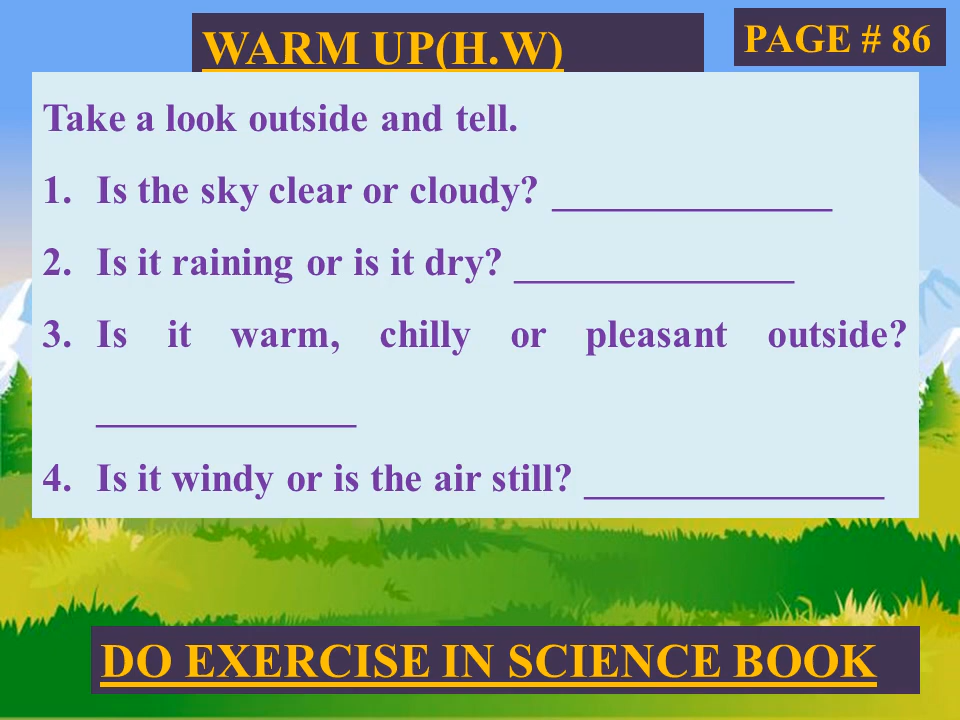 WARM UP(H.W)
PAGE # 86
Take a look outside and tell.
1. Is the sky clear or cloudy? ______________
2. Is it raining or is it dry? ______________
3. Is it warm, chilly or pleasant outside?
_____________
4. Is it windy or is the air still? _______________
DO EXERCISE IN SCIENCE BOOK